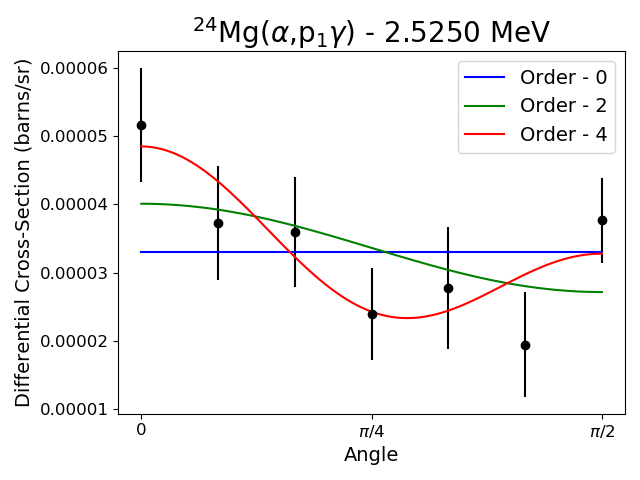 ²⁴Mg(α,p₁γ) - 2.5250 MeV
Differential Cross-Section (barns/sr)
0.00006
0.00005
0.00004
0.00003
0.00002
0.00001
Order - 0
Order - 2
Order - 4
0
π/4
π/2
Angle